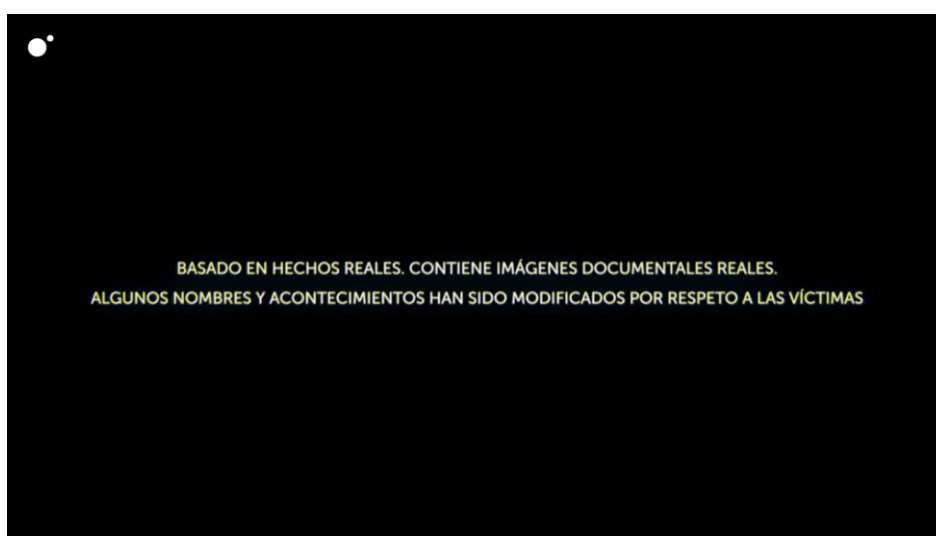 BASADO EN HECHOS REALES. CONTIENE IMÁGENES DOCUMENTALES REALES.
ALGUNOS NOMBRES Y ACONTECIMIENTOS HAN SIDO MODIFICADOS POR RESPETO A LAS VÍCTIMAS